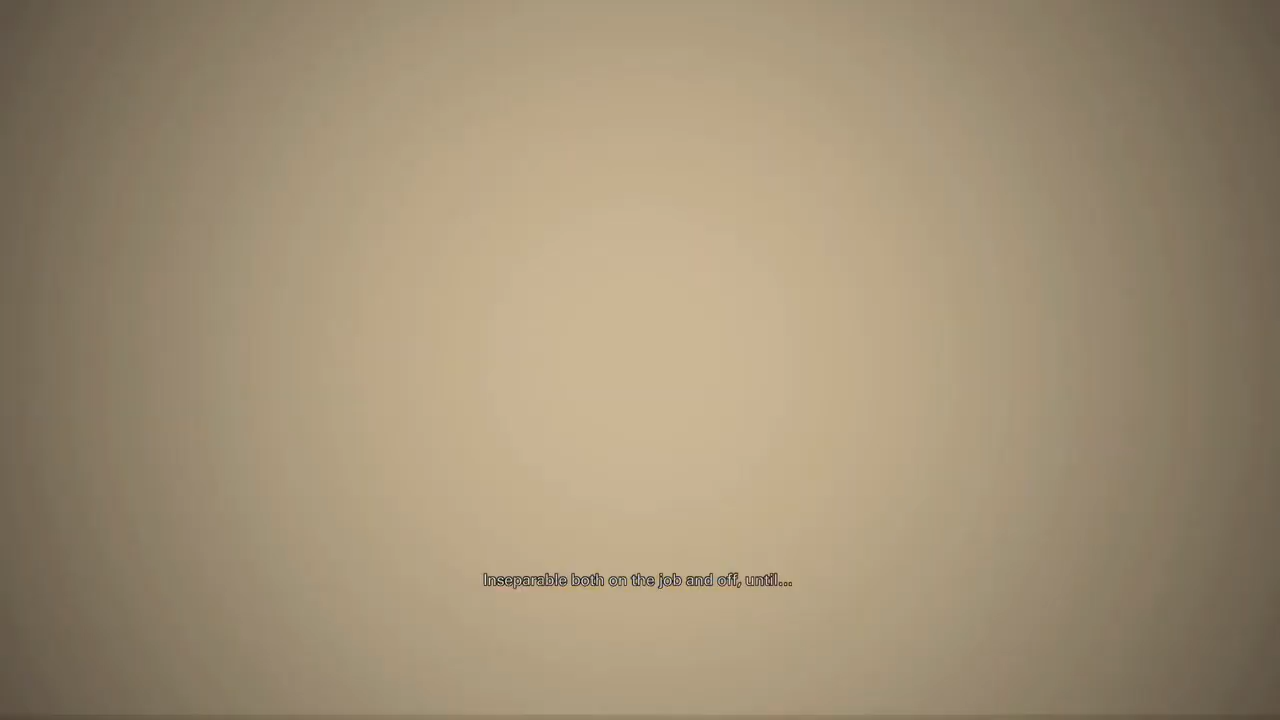 Inseparable both on the job and off, until...